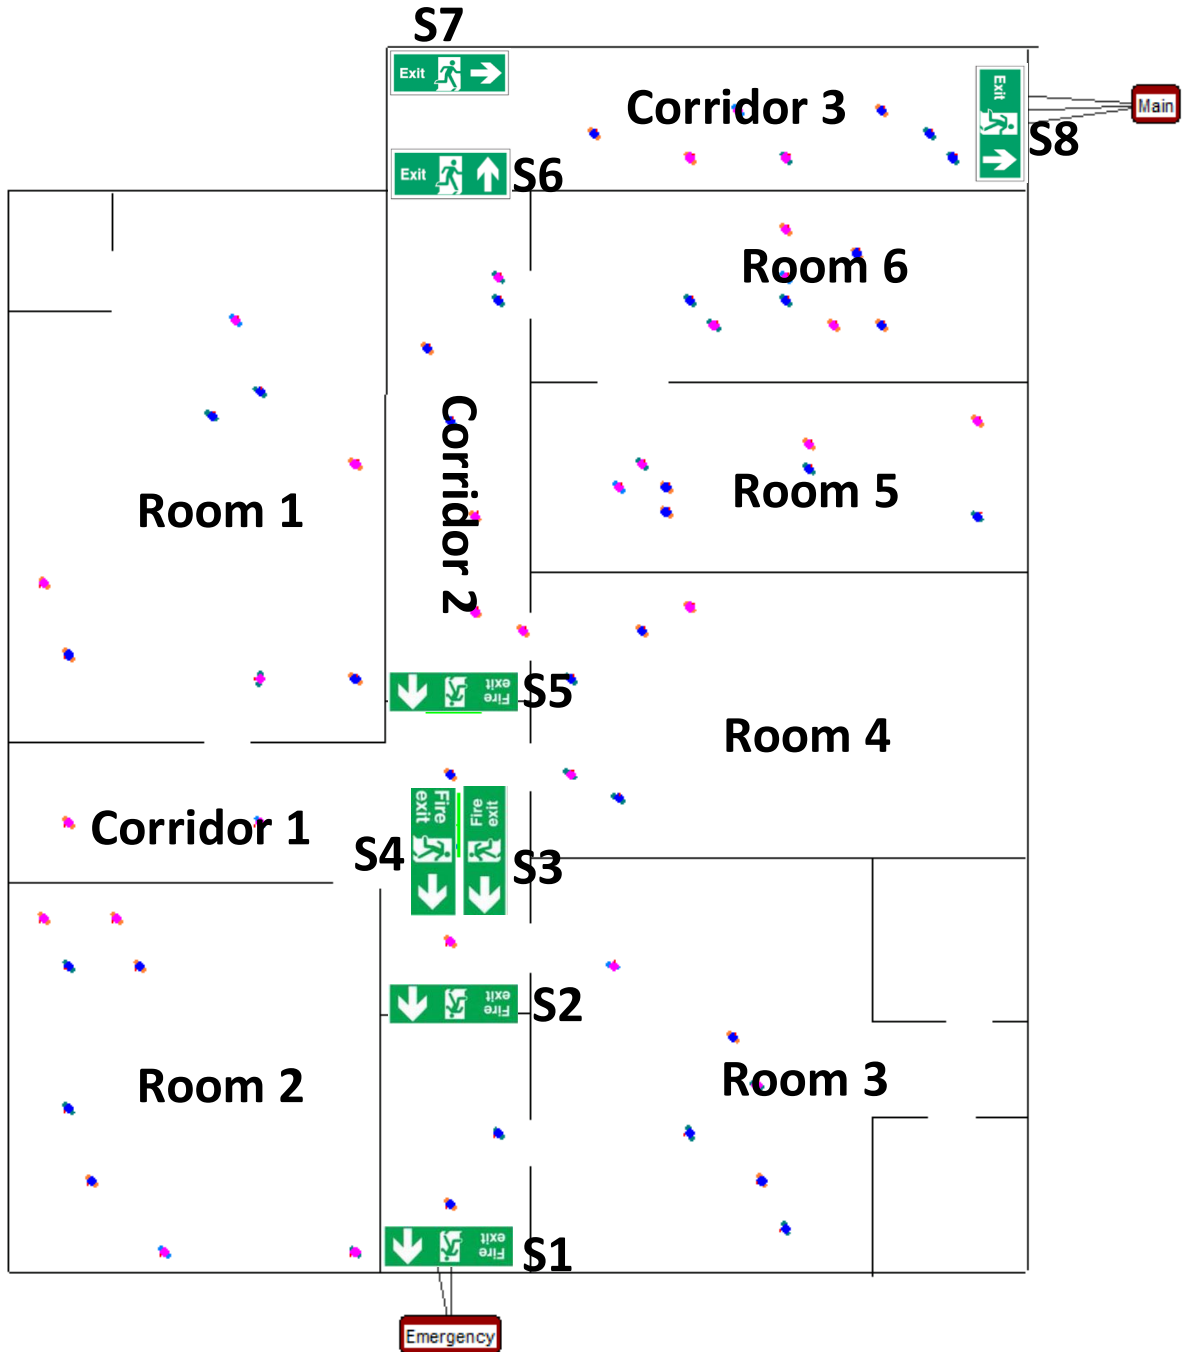 S7
Exit
Corridor 3
Exit
Main
S8
Exit
S6
Room 6
Corridor 2
Room 5
Room 1
Fire
exit
S5
Room 4
Corridor 1
Fire
exit
Fire
exit
S4
S3
Fire
exit
S2
Room 2
Room 3
Fire
exit
S1
Emergency